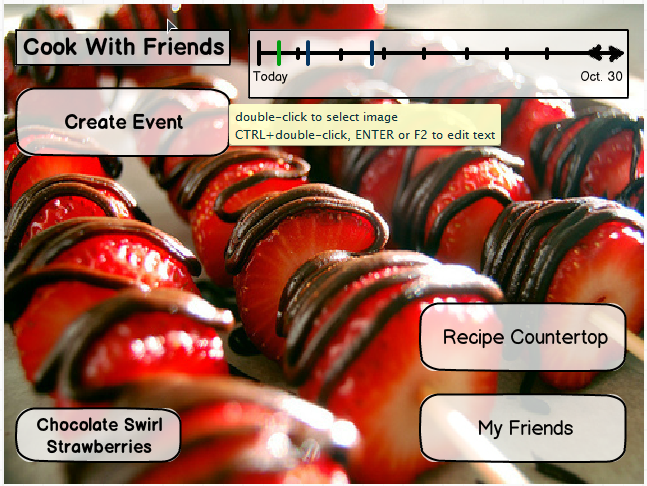 Cook With Friends
Today
Oct. 30
Create Event
double-click to select image
CTRL+double-click, ENTER or F2 to edit text
Recipe Countertop
Chocolate Swirl
Strawberries
My Friends